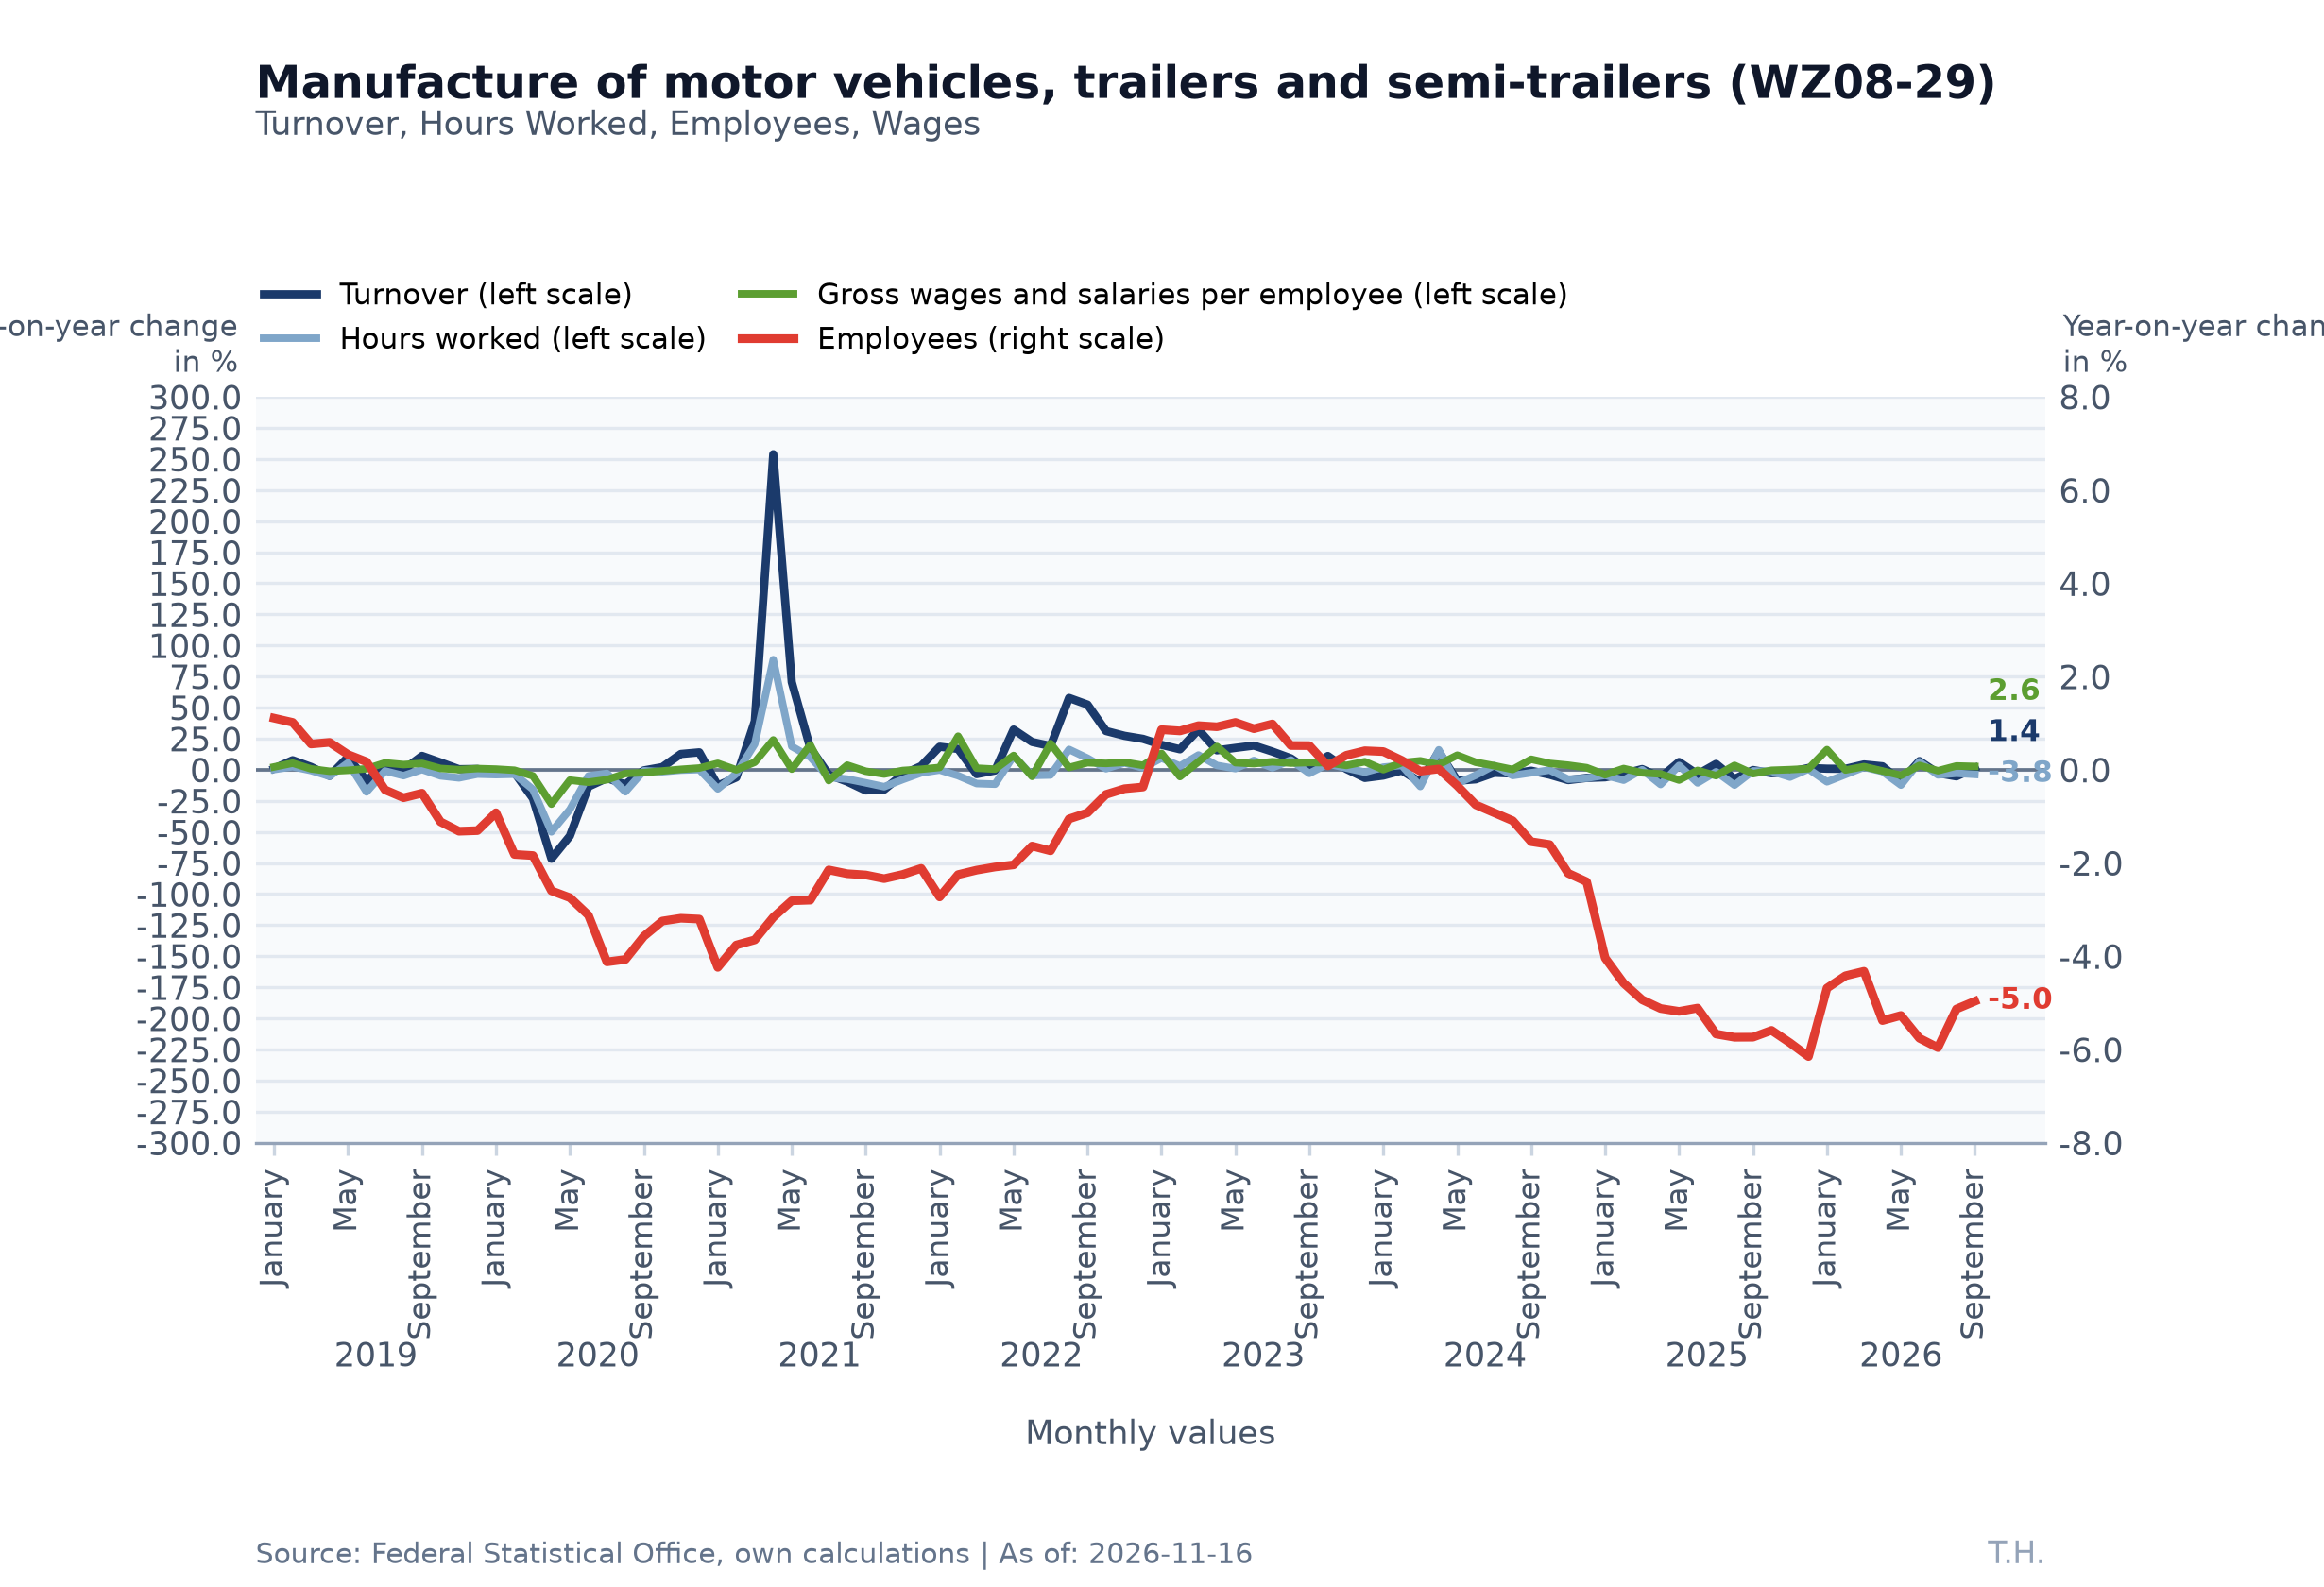 Manufacture of motor vehicles, trailers and semi-trailers (WZ08-29)
Turnover, Hours Worked, Employees, Wages
Turnover (left scale)
Gross wages and salaries per employee (left scale)
Hours worked (left scale)
Employees (right scale)
-on-year change
in %
Year-on-year chan
in %
300.0
275.0
250.0
225.0
200.0
175.0
150.0
125.0
100.0
75.0
50.0
25.0
0.0
-25.0
-50.0
-75.0
-100.0
-125.0
-150.0
-175.0
-200.0
-225.0
-250.0
-275.0
-300.0
8.0
6.0
4.0
2.0
0.0
-2.0
-4.0
-6.0
-8.0
2.6
1.4
-3.8
-5.0
January
May
September
January
May
September
January
May
September
January
May
September
January
May
September
January
May
September
January
May
September
January
May
September
2019
2020
2021
2022
2023
2024
2025
2026
Monthly values
Source: Federal Statistical Office, own calculations | As of: 2026-11-16
T.H.